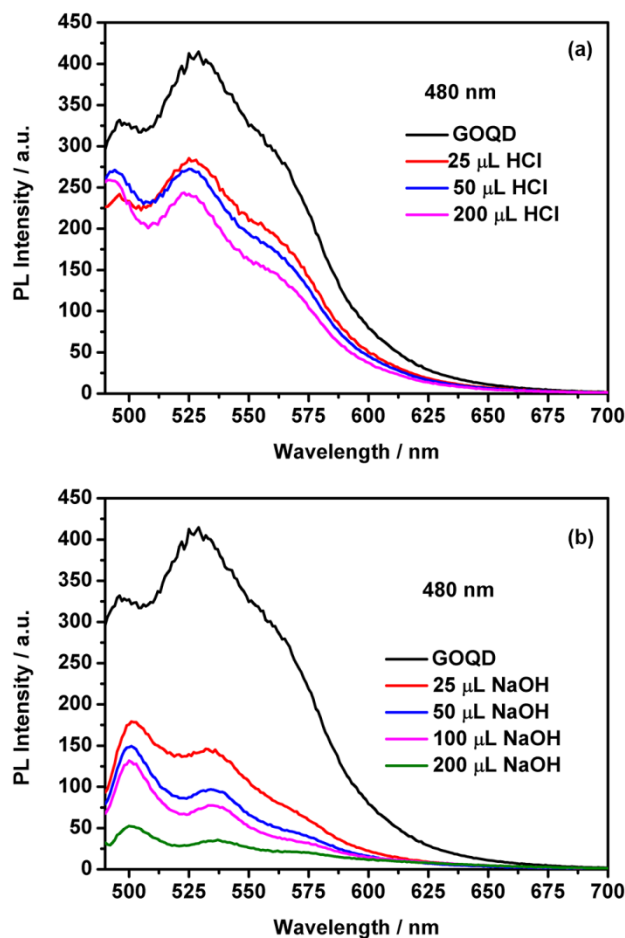 (a)
480 nm
GOQD
25 μL HCl
50 μL HCl
200 μL HCl
PL Intensity / a.u.
450
400
350
300
250
200
150
100
50
0
500 525 550 575 600 625 650 675 700
Wavelength / nm
(b)
480 nm
GOQD
25 μL NaOH
50 μL NaOH
100 μL NaOH
200 μL NaOH
PL Intensity / a.u.
450
400
350
300
250
200
150
100
50
0
500 525 550 575 600 625 650 675 700
Wavelength / nm